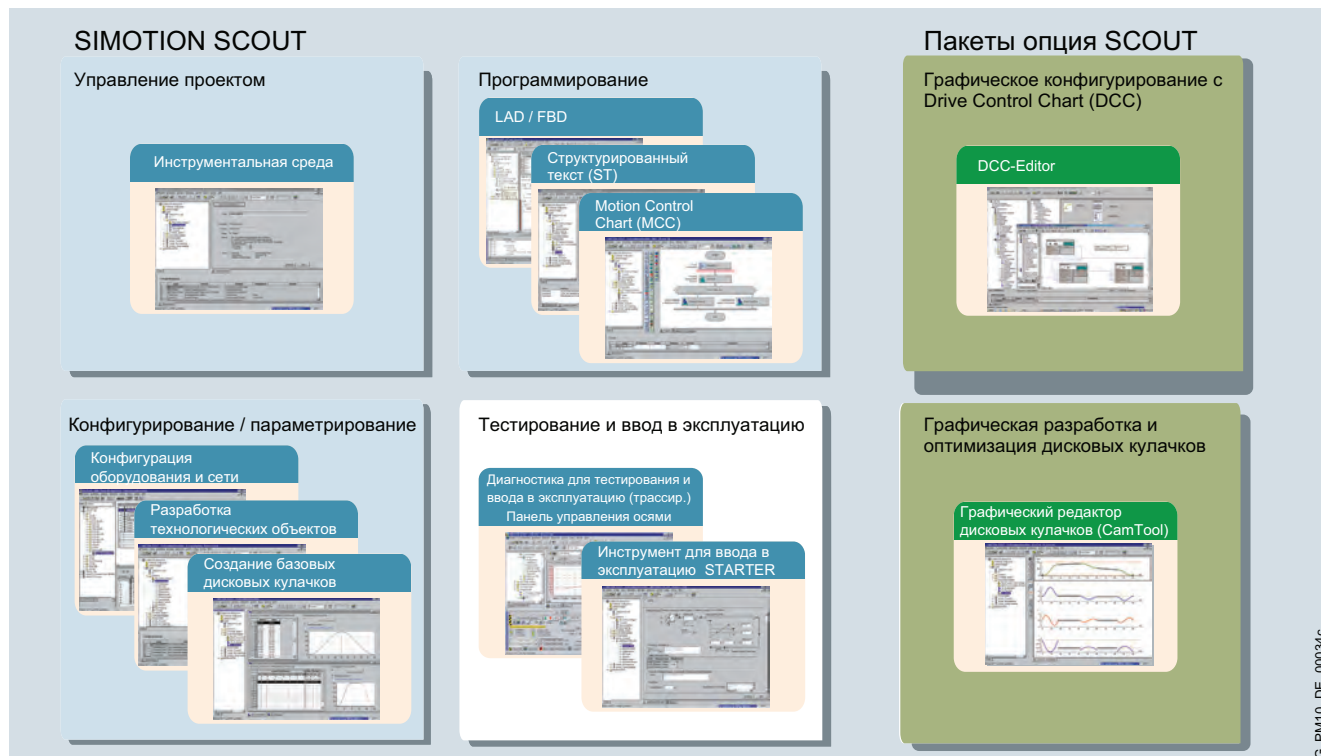 SIMOTION SCOUT
Управление проектом
Инструментальная среда
Программирование
LAD / FBD
Структурированный
текст (ST)
Motion Control
Chart (MCC)
Пакеты опция SCOUT
Графическое конфигурирование с
Drive Control Chart (DCC)
DCC-Editor
Конфигурирование / параметрирование
Конфигурация
оборудования и сети
Разработка
технологических объектов
Создание базовых
дисковых кулачков
Тестирование и ввод в эксплуатацию
Диагностика для тестирования и
ввода в эксплуатацию (трассир.)
Панель управления осями
Инструмент для ввода в
эксплуатацию STARTER
Графическая разработка и
оптимизация дисковых кулачков
Графический редактор
дисковых кулачков (CamTool)